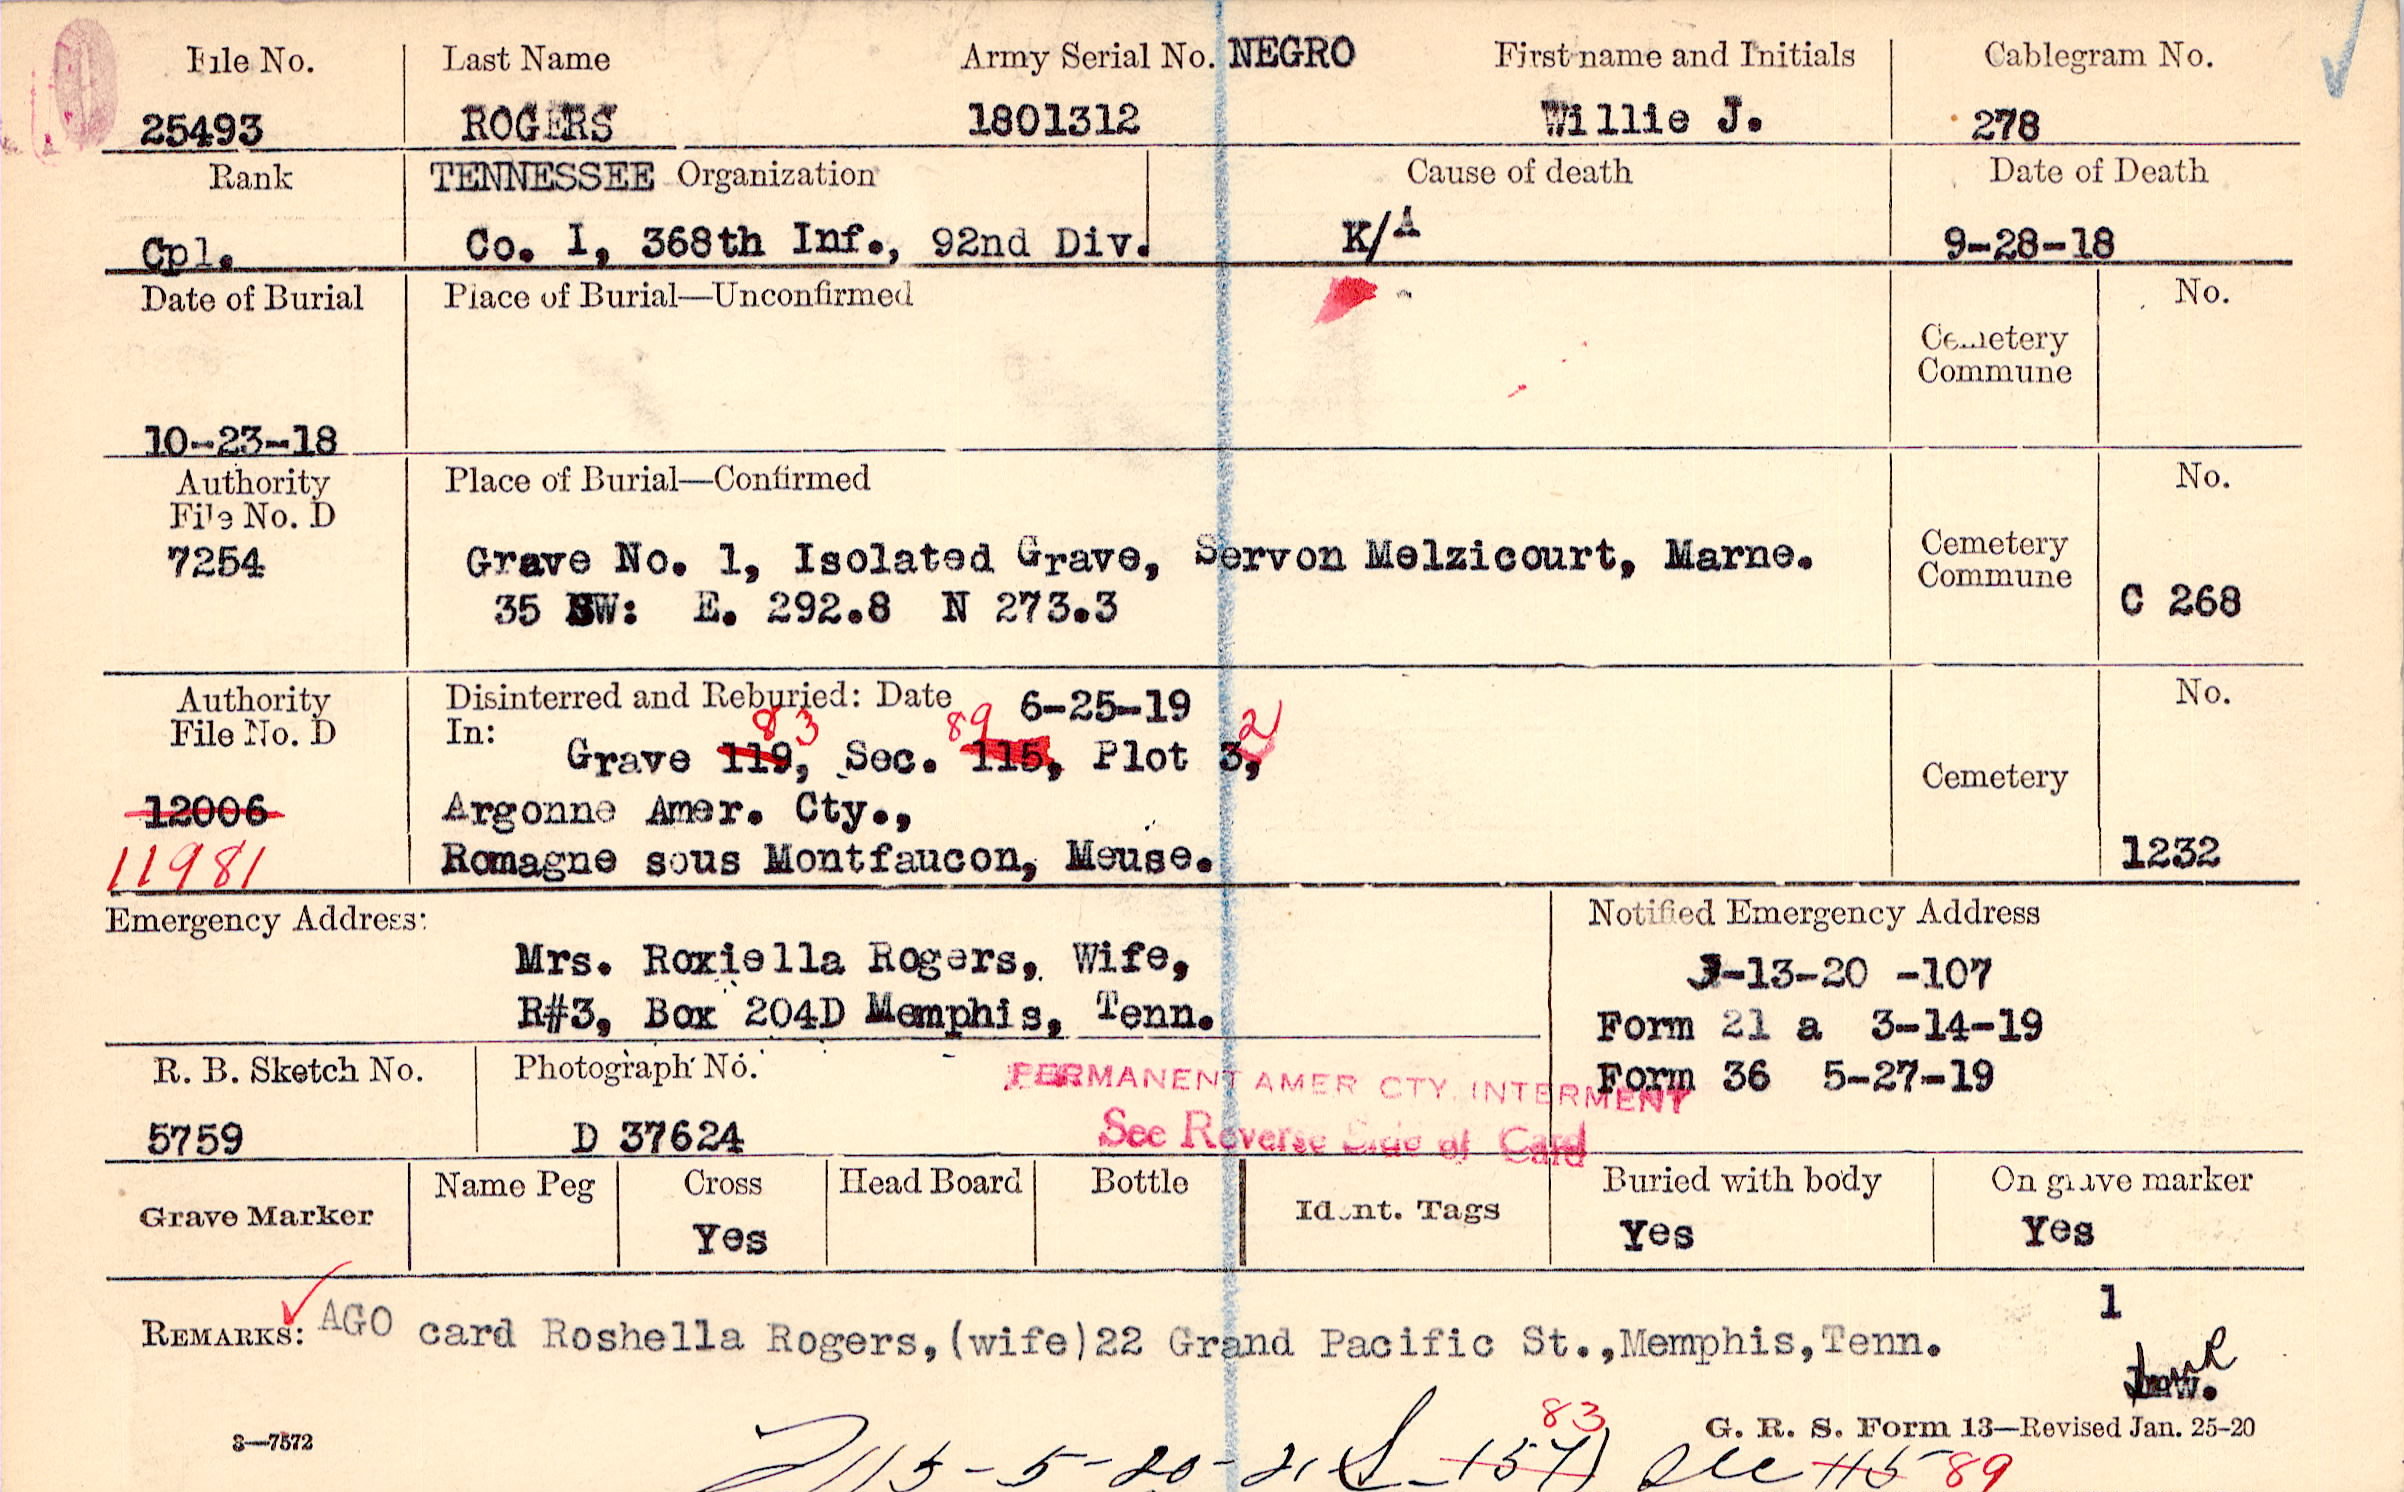 File No. Last Name Army Serial No. NEGRO First name and Initials Cablegram No.
25493 ROGERS 1801312 Willie J. 278
Rank TENNESSEE Organization Cause of death Date of Death
Cpl. Co. I, 368th Inf., 92nd Div. K/A 9-28-18
Date of Burial Place of Burial—Unconfirmed No.
Cemetery
Commune
10-23-18
Authority Place of Burial—Confirmed No.
File No. D
7254 Grave No. 1, Isolated Grave, Servon Melzicourt, Marne. Cemetery
Commune
35 SW: E. 292.8 N 273.3 C 268
Authority Disinterred and Reburied: Date 6-25-19 No.
File No. D In:
83 89 2
Grave 119, Sec. 115, Plot 3,
Cemetery
12006 Argonne Amer. Cty.,
11981 Romagne sous Montfaucon, Meuse. 1232
Emergency Address: Notified Emergency Address
Mrs. Roxiella Rogers, Wife, -13-20 -107
R#3, Box 204D Memphis, Tenn. Form 21 a 3-14-19
R. B. Sketch No. Photograph No. PERMANENT AMER CTY. INTERMENT Form 36 5-27-19
5759 D 37624 See Reverse Side of Card
Grave Marker Name Peg Cross Head Board Bottle Ident. Tags Buried with body On grave marker
Yes Yes Yes
1
REMARKS: AGO card Roshella Rogers,(wife)22 Grand Pacific St.,Memphis,Tenn.
83
3—7572 G. R. S. Form 13—Revised Jan. 25-20
115 89